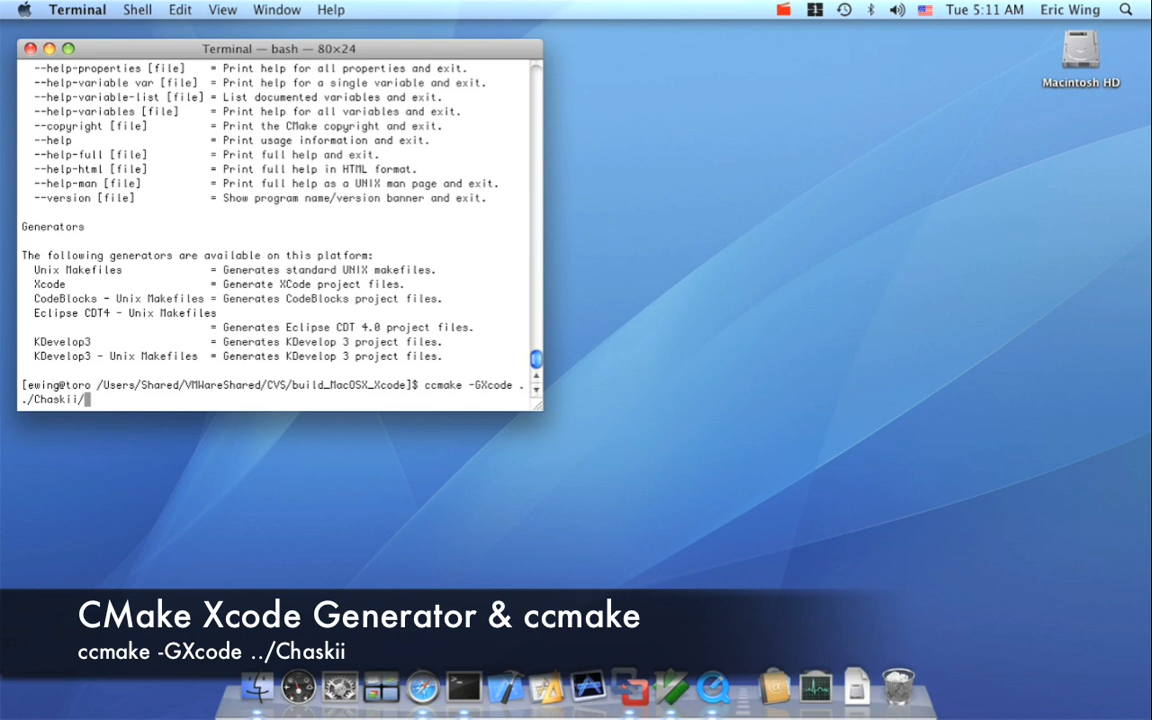 Terminal Shell Edit View Window Help Tue 5:11 AM Eric Wing
Macintosh HD
Terminal — bash — 80×24
--help-properties [file] = Print help for all properties and exit.
--help-variable var [file] = Print help for a single variable and exit.
--help-variable-list [file] = List documented variables and exit.
--help-variables [file] = Print help for all variables and exit.
--copyright [file] = Print the CMake copyright and exit.
--help = Print usage information and exit.
--help-full [file] = Print full help and exit.
--help-html [file] = Print full help in HTML format.
--help-man [file] = Print full help as a UNIX man page and exit.
--version [file] = Show program name/version banner and exit.
Generators
The following generators are available on this platform:
Unix Makefiles = Generates standard UNIX makefiles.
Xcode = Generate XCode project files.
CodeBlocks - Unix Makefiles = Generates CodeBlocks project files.
Eclipse CDT4 - Unix Makefiles
= Generates Eclipse CDT 4.0 project files.
KDevelop3 = Generates KDevelop 3 project files.
KDevelop3 - Unix Makefiles = Generates KDevelop 3 project files.
[ewing@toro /Users/Shared/VMWareShared/CVS/build_MacOSX_Xcode]$ ccmake -GXcode .
./Chaskii/
CMake Xcode Generator & ccmake
ccmake -GXcode ../Chaskii